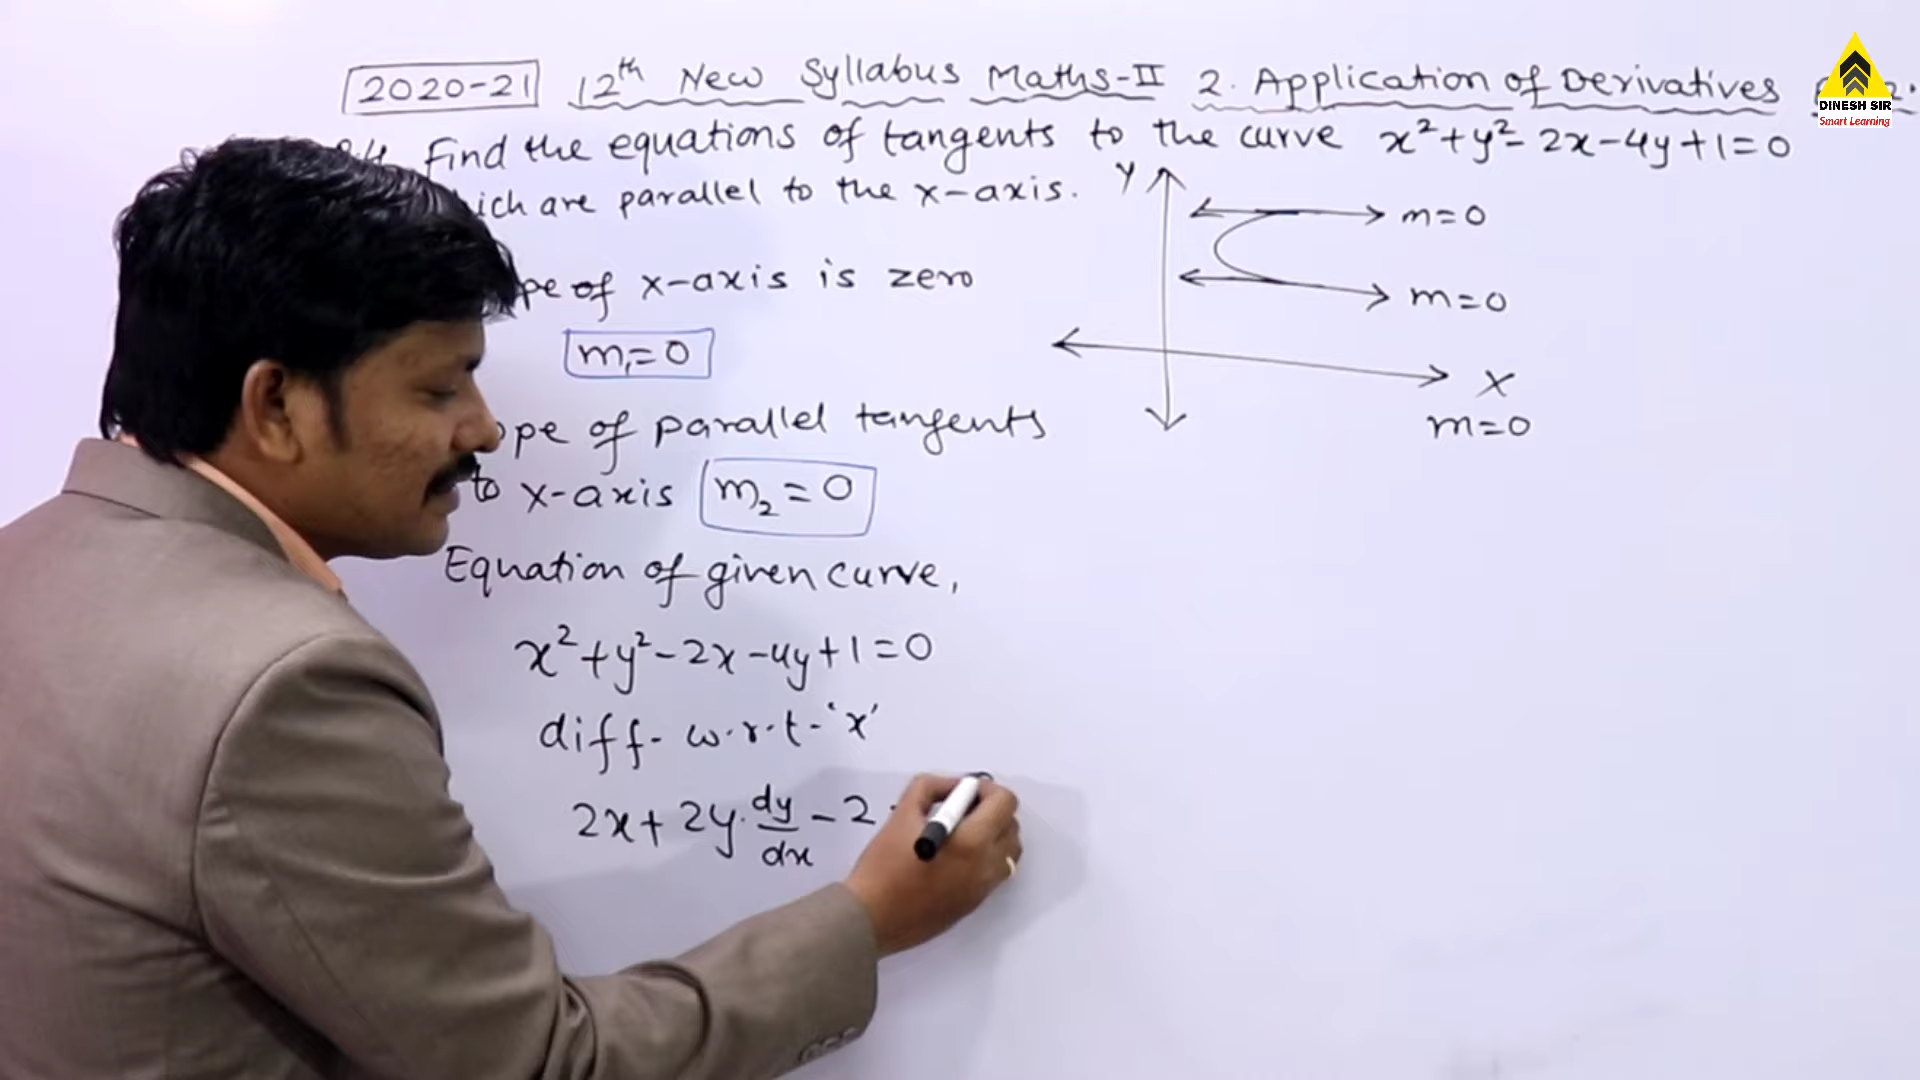 2020-21 12th New Syllabus Maths-II 2. Application of Derivatives
Find the equations of tangents to the curve x²+y²-2x-4y+1=0
are parallel to the x-axis.
Y
m=0
m=0
X
m=0
of x-axis is zero
m₁=0
of parallel tangents
to x-axis m₂=0
Equation of given curve,
x²+y²-2x-4y+1=0
diff. w.r.t. 'x'
2x+2y.dy/dx-2
DINESH SIR
Smart Learning